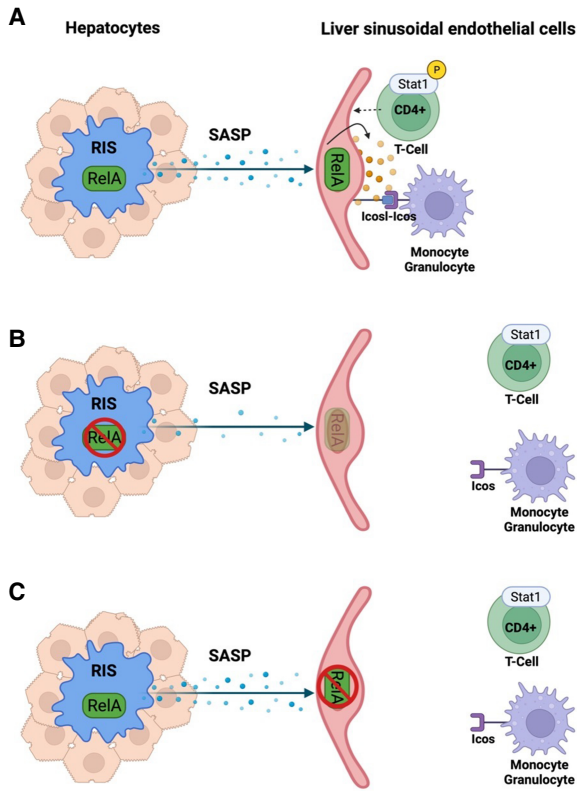 A
Hepatocytes
Liver sinusoidal endothelial cells
RIS
RelA
SASP
RelA
P
Stat1
CD4+
T-Cell
Icosl-Icos
Monocyte
Granulocyte
B
RIS
RelA
SASP
RelA
Stat1
CD4+
T-Cell
Icos
Monocyte
Granulocyte
C
RIS
RelA
SASP
RelA
Stat1
CD4+
T-Cell
Icos
Monocyte
Granulocyte